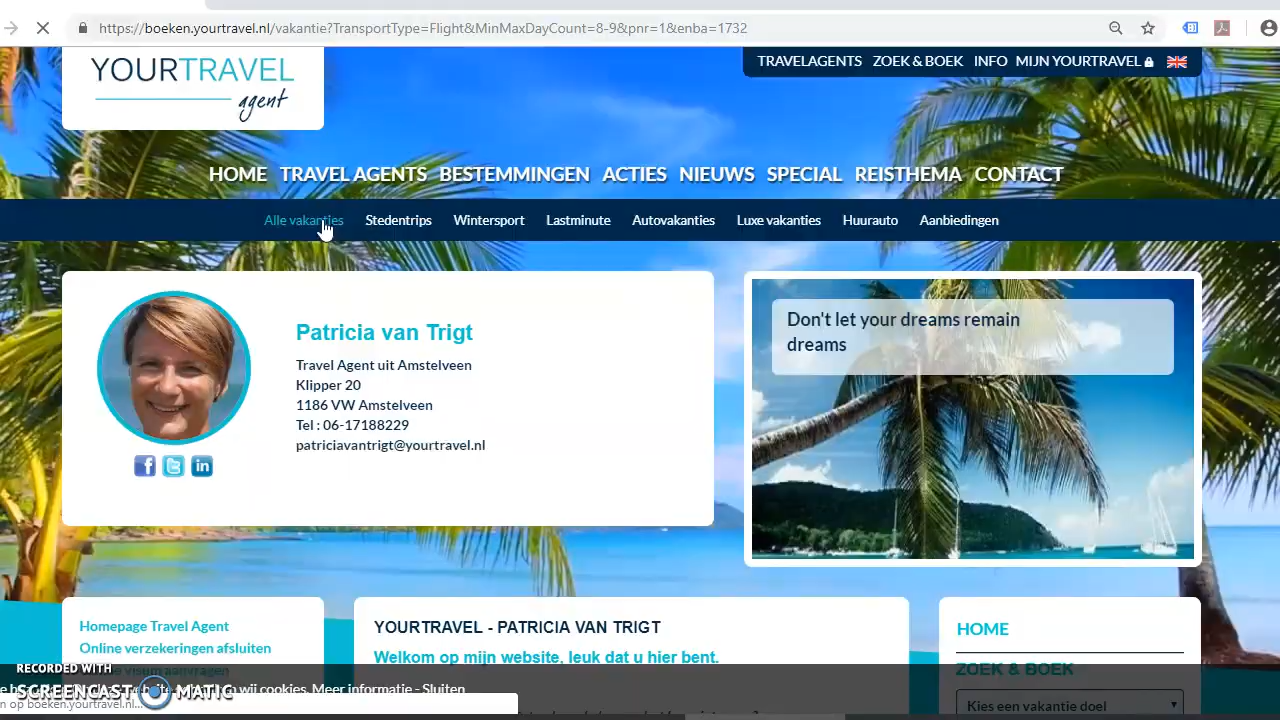 https://boeken.yourtravel.nl/vakantie?TransportType=Flight&MinMaxDayCount=8-9&pnr=1&enba=1732
YOURTRAVEL
agent
TRAVELAGENTS ZOEK & BOEK INFO MIJN YOURTRAVEL
HOME TRAVEL AGENTS BESTEMMINGEN ACTIES NIEUWS SPECIAL REISTHEMA CONTACT
Alle vakanties Stedentrips Wintersport Lastminute Autovakanties Luxe vakanties Huurauto Aanbiedingen
Patricia van Trigt
Travel Agent uit Amstelveen
Klipper 20
1186 VW Amstelveen
Tel : 06-17188229
patriciavantrigt@yourtravel.nl
Don't let your dreams remain
dreams
Homepage Travel Agent
Online verzekeringen afsluiten
YOURTRAVEL - PATRICIA VAN TRIGT
Welkom op mijn website, leuk dat u hier bent.
HOME
ZOEK & BOEK
Kies een vakantie doel
RECORDED WITH
SCREENCAST MATIC
wij cookies. Meer informatie - Sluiten
op boeken.yourtravel.nl...